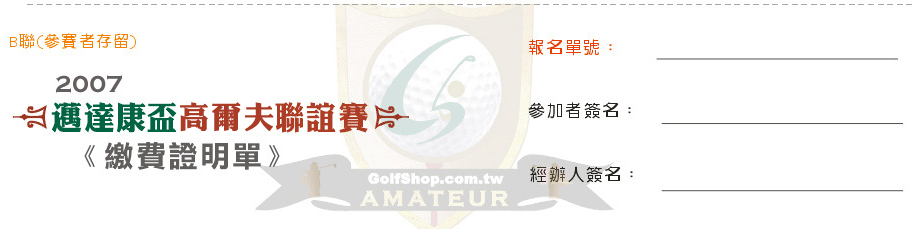 B聯(參賽者存留)
2007
邁達康盃高爾夫聯誼賽
《繳費證明單》
報名單號：
參加者簽名：
經辦人簽名：
GolfShop.com.tw
AMATEUR